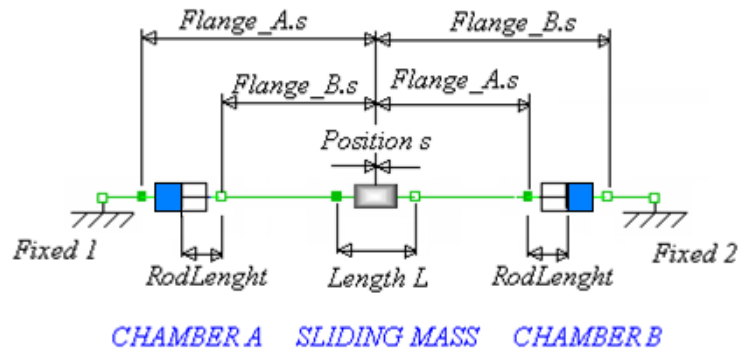 Flange_A.s Flange_B.s
Flange_B.s Flange_A.s
Position s
Fixed 1 RodLenght Length L RodLenght Fixed 2
CHAMBER A SLIDING MASS CHAMBER B